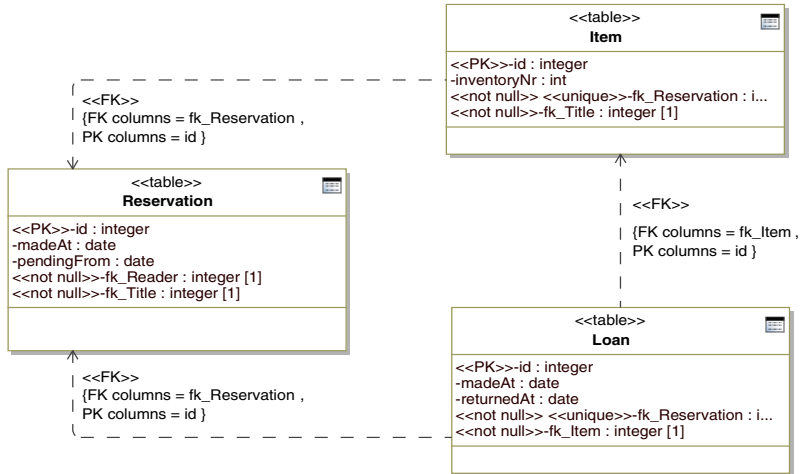 <<table>>
Item
<<PK>>-id : integer
-inventoryNr : int
<<not null>> <<unique>>-fk_Reservation : i...
<<not null>>-fk_Title : integer [1]
<<FK>>
{FK columns = fk_Reservation ,
PK columns = id }
<<table>>
Reservation
<<PK>>-id : integer
-madeAt : date
-pendingFrom : date
<<not null>>-fk_Reader : integer [1]
<<not null>>-fk_Title : integer [1]
<<FK>>
{FK columns = fk_Item ,
PK columns = id }
<<table>>
Loan
<<PK>>-id : integer
-madeAt : date
-returnedAt : date
<<not null>> <<unique>>-fk_Reservation : i...
<<not null>>-fk_Item : integer [1]
<<FK>>
{FK columns = fk_Reservation ,
PK columns = id }